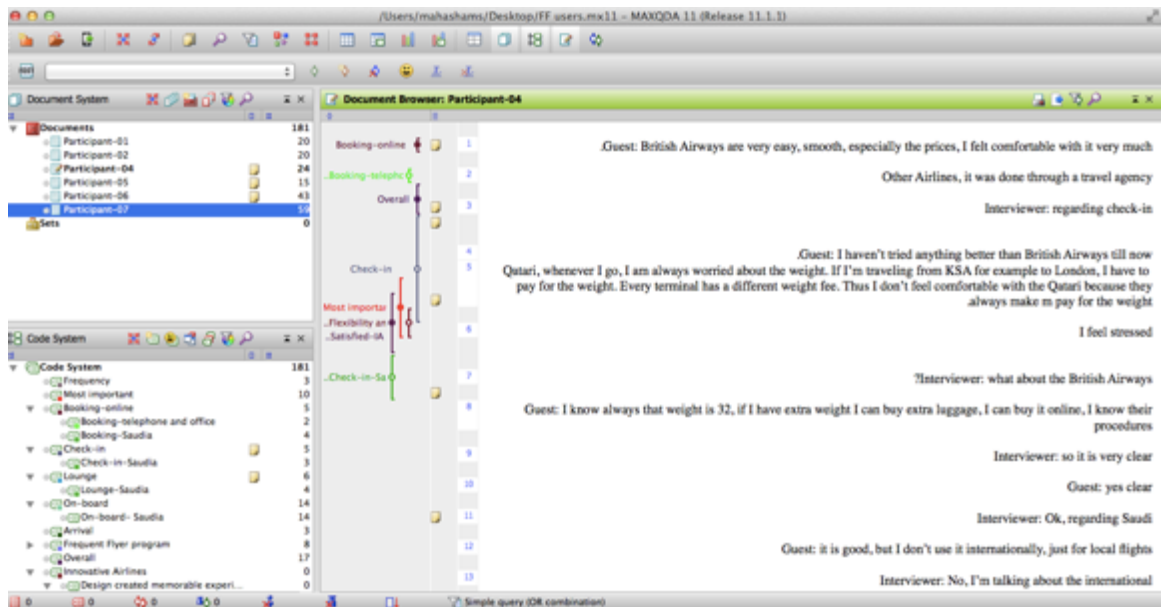 /Users/mahashams/Desktop/FF users.mx11 – MAXQDA 11 (Release 11.1.1)
Document System
Documents 181
Participant-01 20
Participant-02 20
Participant-04 24
Participant-05 15
Participant-06 43
Participant-07 59
Sets 0
Code System
Code System 181
Frequency 3
Most important 10
Booking-online 5
Booking-telephone and office 2
Booking-Saudia 4
Check-in 5
Check-in-Saudia 3
Lounge 6
Lounge-Saudia 4
On-board 14
On-board- Saudia 14
Arrival 3
Frequent Flyer program 8
Overall 17
Innovative Airlines 0
Design created memorable experi... 0
Document Browser: Participant-04
Booking-online
..Booking-telepho
Overall
Check-in
Most importar
..Flexibility an
..Satisfied-IA
..Check-in-Sa
1 .Guest: British Airways are very easy, smooth, especially the prices, I felt comfortable with it very much
2 Other Airlines, it was done through a travel agency
3 Interviewer: regarding check-in
4 .Guest: I haven't tried anything better than British Airways till now
5 Qatari, whenever I go, I am always worried about the weight. If I'm traveling from KSA for example to London, I have to
pay for the weight. Every terminal has a different weight fee. Thus I don't feel comfortable with the Qatari because they
.always make m pay for the weight
6 I feel stressed
7 ?Interviewer: what about the British Airways
8 Guest: I know always that weight is 32, if I have extra weight I can buy extra laggage, I can buy it online, I know their
procedures
9 Interviewer: so it is very clear
10 Guest: yes clear
11 Interviewer: Ok, regarding Saudi
12 Guest: it is good, but I don't use it internationally, just for local flights
13 Interviewer: No, I'm talking about the international
0 0 0 0 Simple query (OR combination)